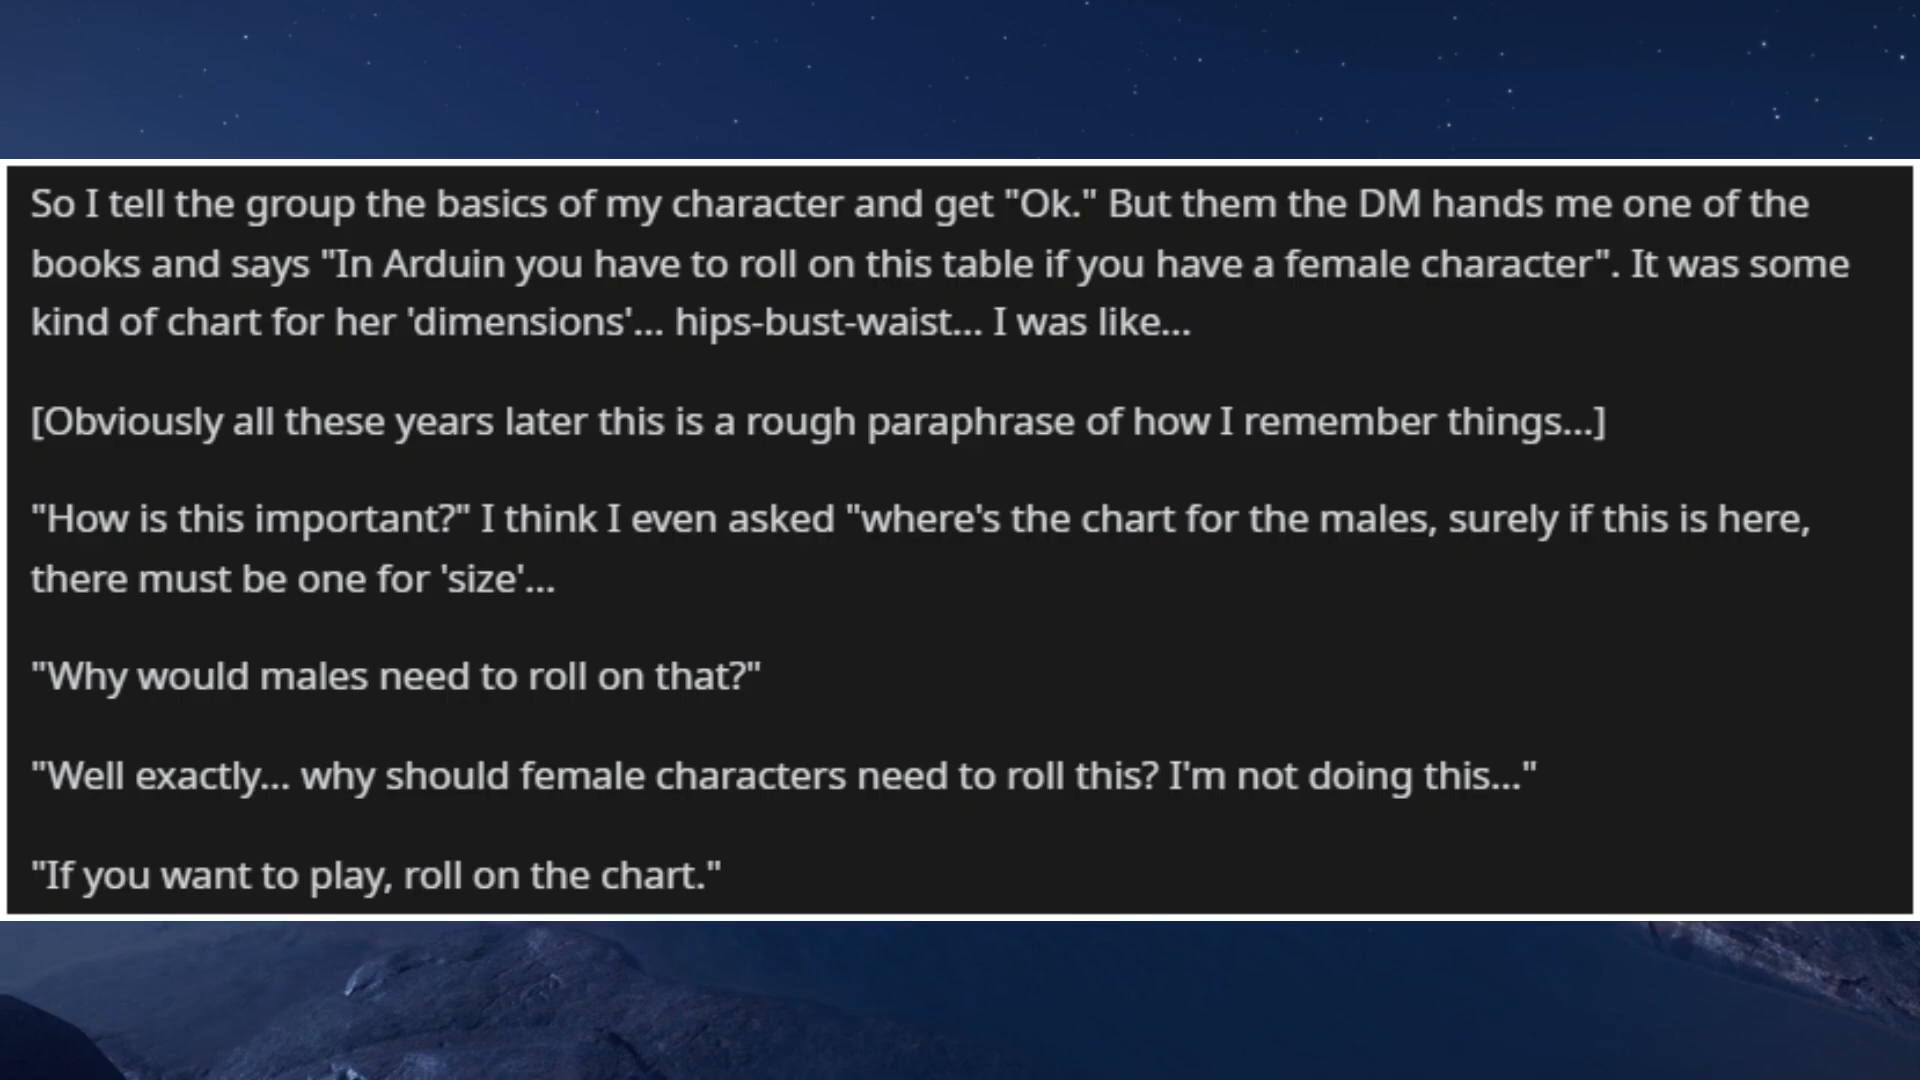 So I tell the group the basics of my character and get "Ok." But them the DM hands me one of the
books and says "In Arduin you have to roll on this table if you have a female character". It was some
kind of chart for her 'dimensions'... hips-bust-waist... I was like...
[Obviously all these years later this is a rough paraphrase of how I remember things...]
"How is this important?" I think I even asked "where's the chart for the males, surely if this is here,
there must be one for 'size'...
"Why would males need to roll on that?"
"Well exactly... why should female characters need to roll this? I'm not doing this..."
"If you want to play, roll on the chart."